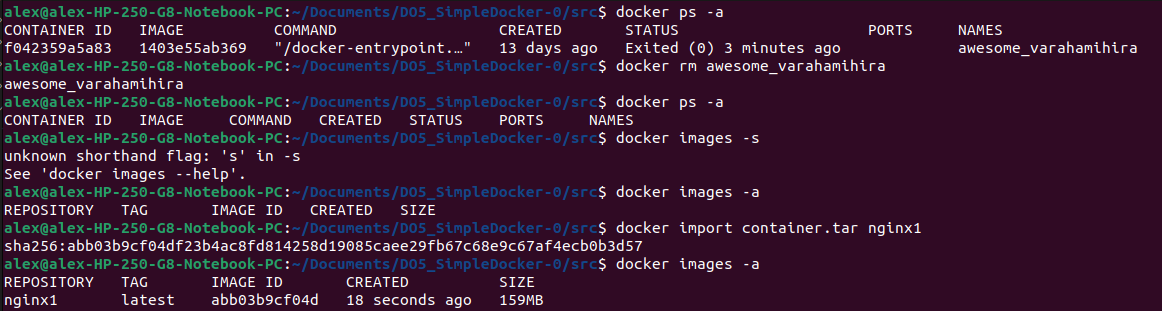 alex@alex-HP-250-G8-Notebook-PC:~/Documents/DO5_SimpleDocker-0/src$ docker ps -a
CONTAINER ID   IMAGE          COMMAND                  CREATED       STATUS                     PORTS     NAMES
f042359a5a83   1403e55ab369   "/docker-entrypoint.…"   13 days ago   Exited (0) 3 minutes ago             awesome_varahamihira
alex@alex-HP-250-G8-Notebook-PC:~/Documents/DO5_SimpleDocker-0/src$ docker rm awesome_varahamihira
awesome_varahamihira
alex@alex-HP-250-G8-Notebook-PC:~/Documents/DO5_SimpleDocker-0/src$ docker ps -a
CONTAINER ID   IMAGE     COMMAND   CREATED   STATUS    PORTS     NAMES
alex@alex-HP-250-G8-Notebook-PC:~/Documents/DO5_SimpleDocker-0/src$ docker images -s
unknown shorthand flag: 's' in -s
See 'docker images --help'.
alex@alex-HP-250-G8-Notebook-PC:~/Documents/DO5_SimpleDocker-0/src$ docker images -a
REPOSITORY   TAG       IMAGE ID   CREATED   SIZE
alex@alex-HP-250-G8-Notebook-PC:~/Documents/DO5_SimpleDocker-0/src$ docker import container.tar nginx1
sha256:abb03b9cf04df23b4ac8fd814258d19085caee29fb67c68e9c67af4ecb0b3d57
alex@alex-HP-250-G8-Notebook-PC:~/Documents/DO5_SimpleDocker-0/src$ docker images -a
REPOSITORY   TAG       IMAGE ID       CREATED          SIZE
nginx1       latest    abb03b9cf04d   18 seconds ago   159MB